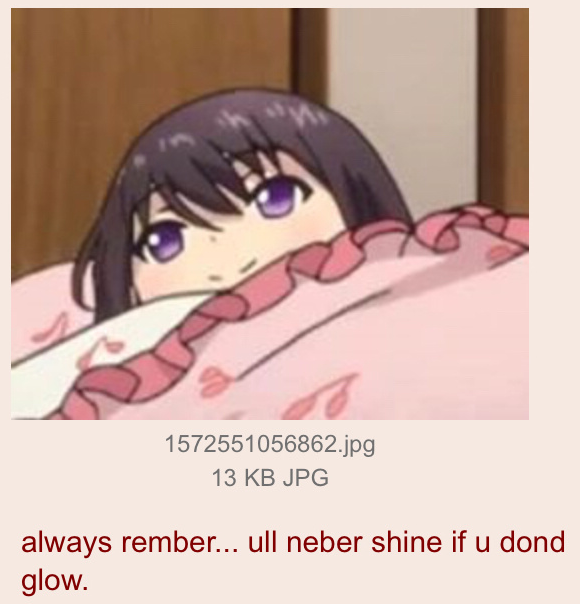 1572551056862.jpg
13 KB JPG
always rember... ull neber shine if u dond
glow.